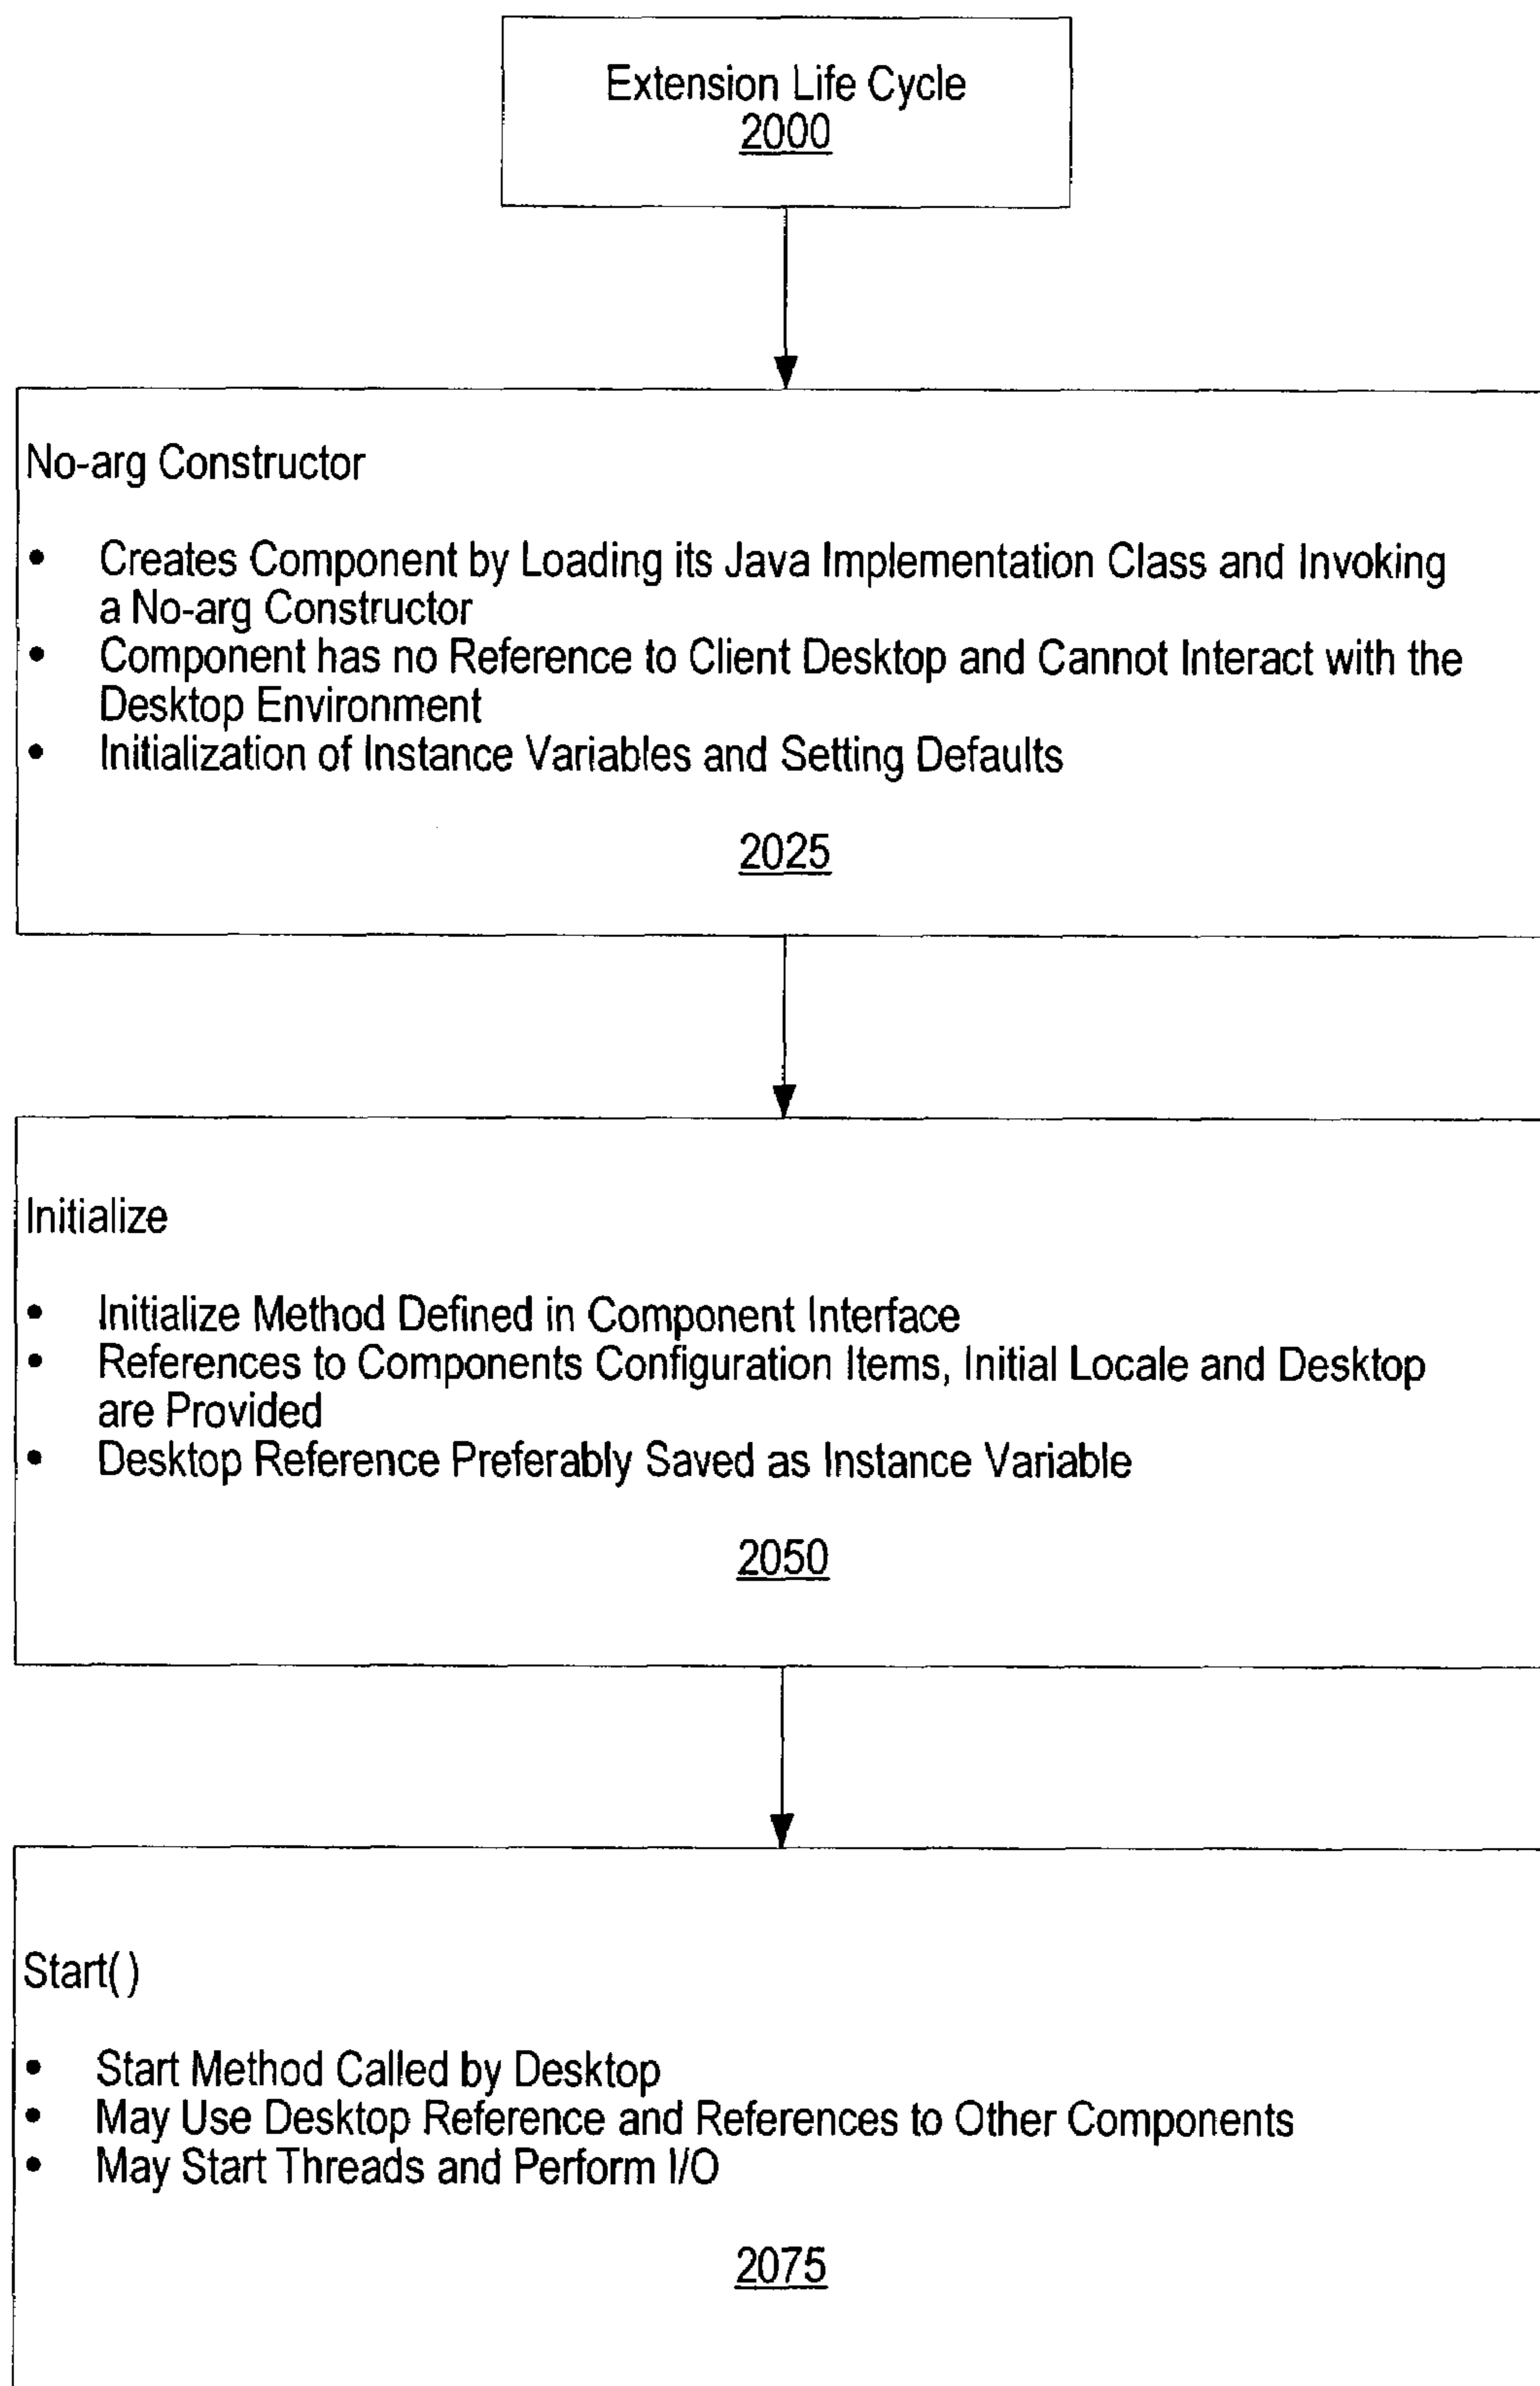 Extension Life Cycle
2000
No-arg Constructor
• Creates Component by Loading its Java Implementation Class and Invoking
a No-arg Constructor
• Component has no Reference to Client Desktop and Cannot Interact with the
Desktop Environment
• Initialization of Instance Variables and Setting Defaults
2025
Initialize
• Initialize Method Defined in Component Interface
• References to Components Configuration Items, Initial Locale and Desktop
are Provided
• Desktop Reference Preferably Saved as Instance Variable
2050
Start()
• Start Method Called by Desktop
• May Use Desktop Reference and References to Other Components
• May Start Threads and Perform I/O
2075